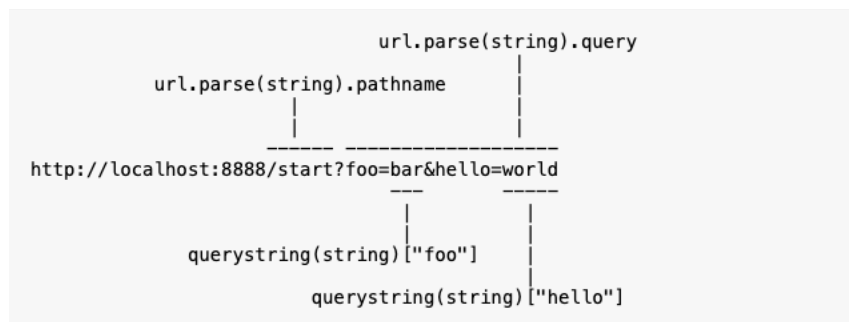 url.parse(string).query
url.parse(string).pathname
http://localhost:8888/start?foo=bar&hello=world
querystring(string)["foo"]
querystring(string)["hello"]